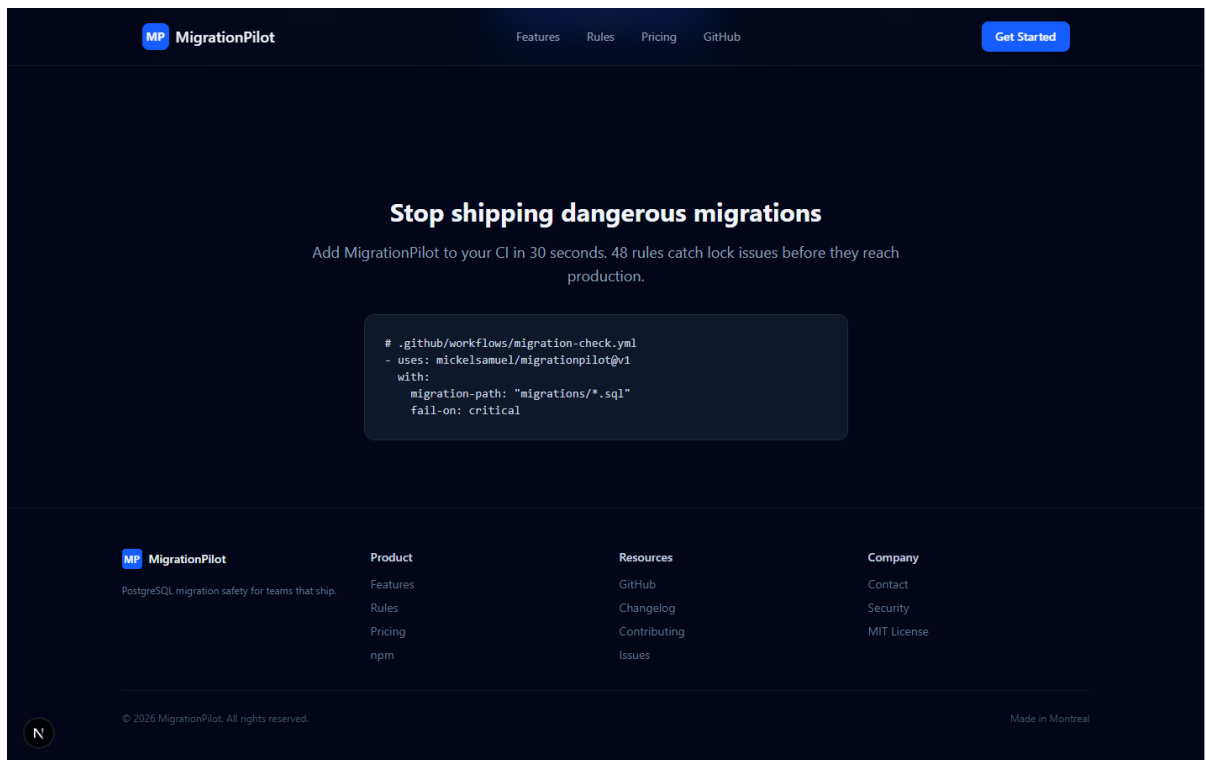 MP MigrationPilot
Features Rules Pricing GitHub
Get Started
Stop shipping dangerous migrations
Add MigrationPilot to your CI in 30 seconds. 48 rules catch lock issues before they reach
production.
# .github/workflows/migration-check.yml
- uses: mickelsamuel/migrationpilot@v1
  with:
    migration-path: "migrations/*.sql"
    fail-on: critical
MP MigrationPilot
PostgreSQL migration safety for teams that ship.
Product
Features
Rules
Pricing
npm
Resources
GitHub
Changelog
Contributing
Issues
Company
Contact
Security
MIT License
© 2026 MigrationPilot. All rights reserved.
Made in Montreal
N